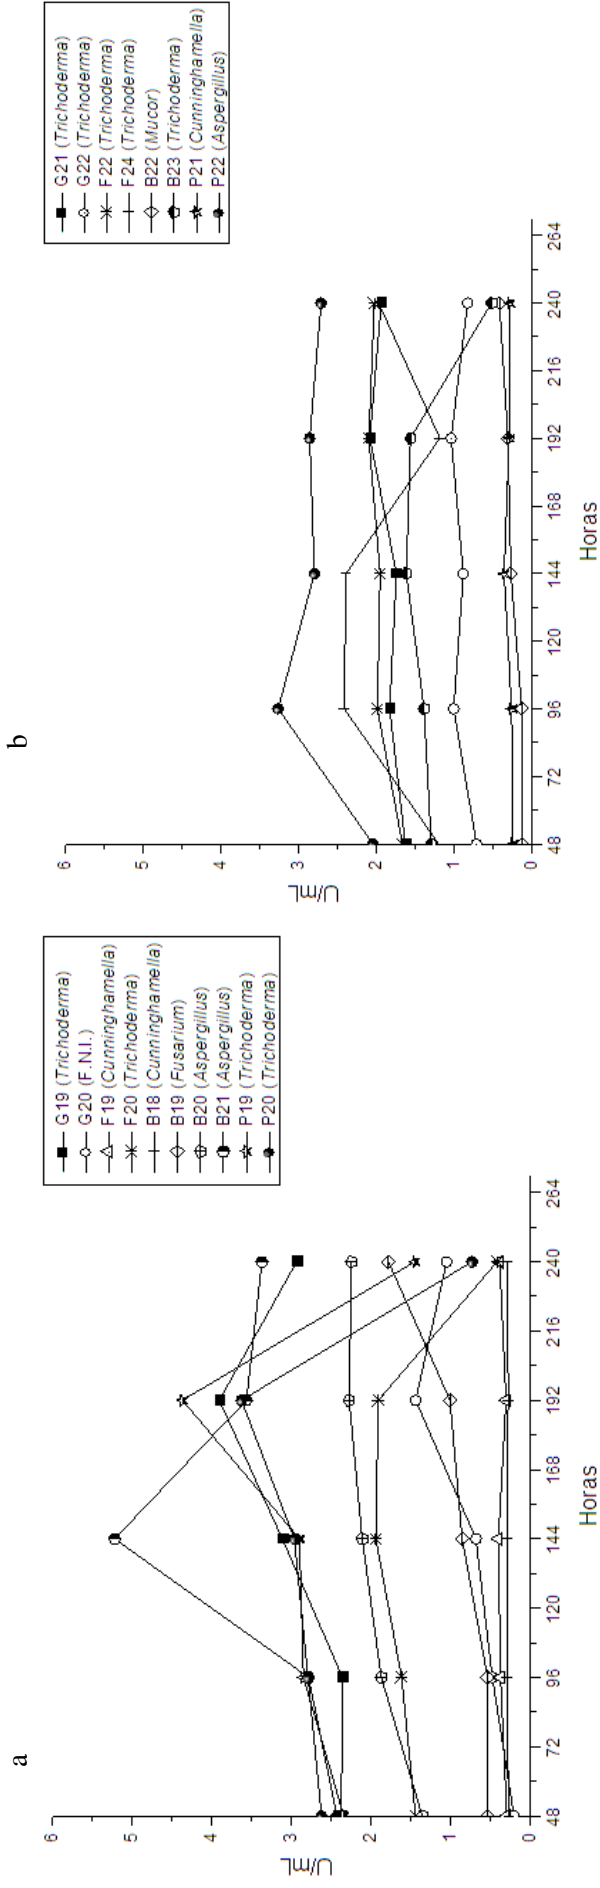 a
U/mL
6
5
4
3
2
1
0
48
72
96
120
144
168
192
216
240
264
Horas
G19 (Trichoderma)
G20 (F.N.I.)
F19 (Cunninghamella)
F20 (Trichoderma)
B18 (Cunninghamella)
B19 (Fusarium)
B20 (Aspergillus)
B21 (Aspergillus)
P19 (Trichoderma)
P20 (Trichoderma)
b
U/mL
6
5
4
3
2
1
0
48
72
96
120
144
168
192
216
240
264
Horas
G21 (Trichoderma)
G22 (Trichoderma)
F22 (Trichoderma)
F24 (Trichoderma)
B22 (Mucor)
B23 (Trichoderma)
P21 (Cunninghamella)
P22 (Aspergillus)